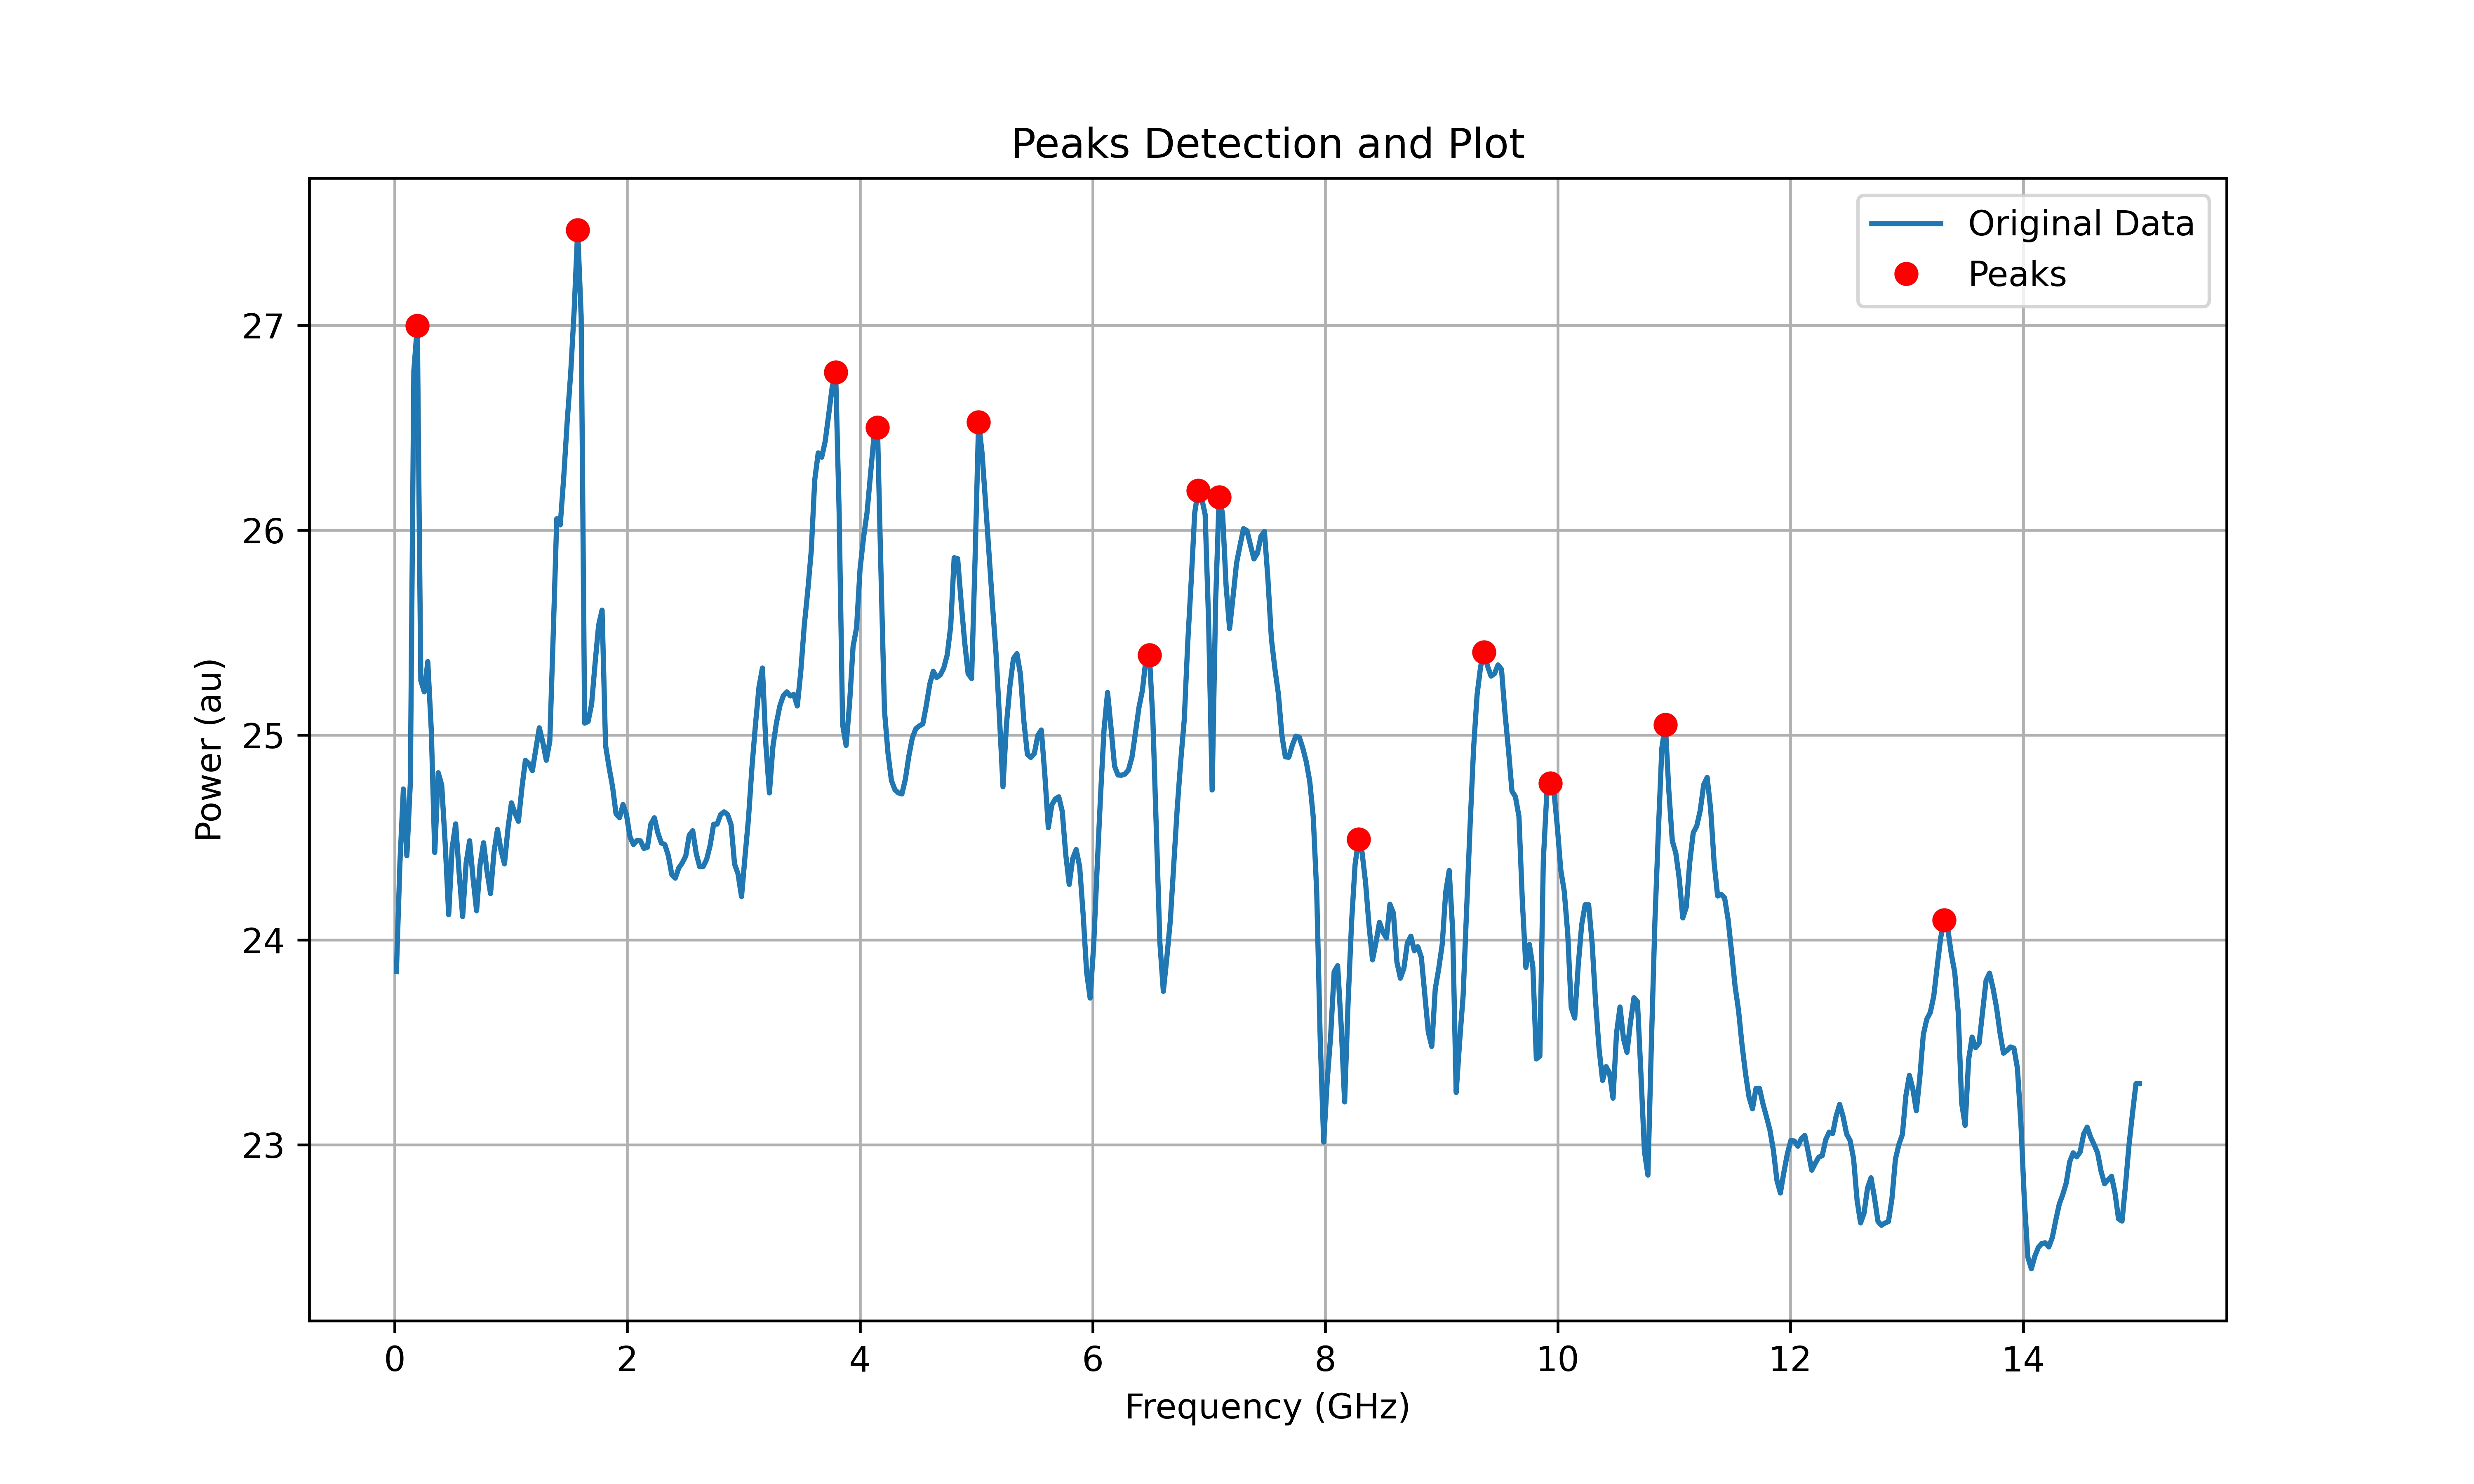 Peaks Detection and Plot
Original Data
Peaks
Power (au)
27
26
25
24
23
0 2 4 6 8 10 12 14
Frequency (GHz)